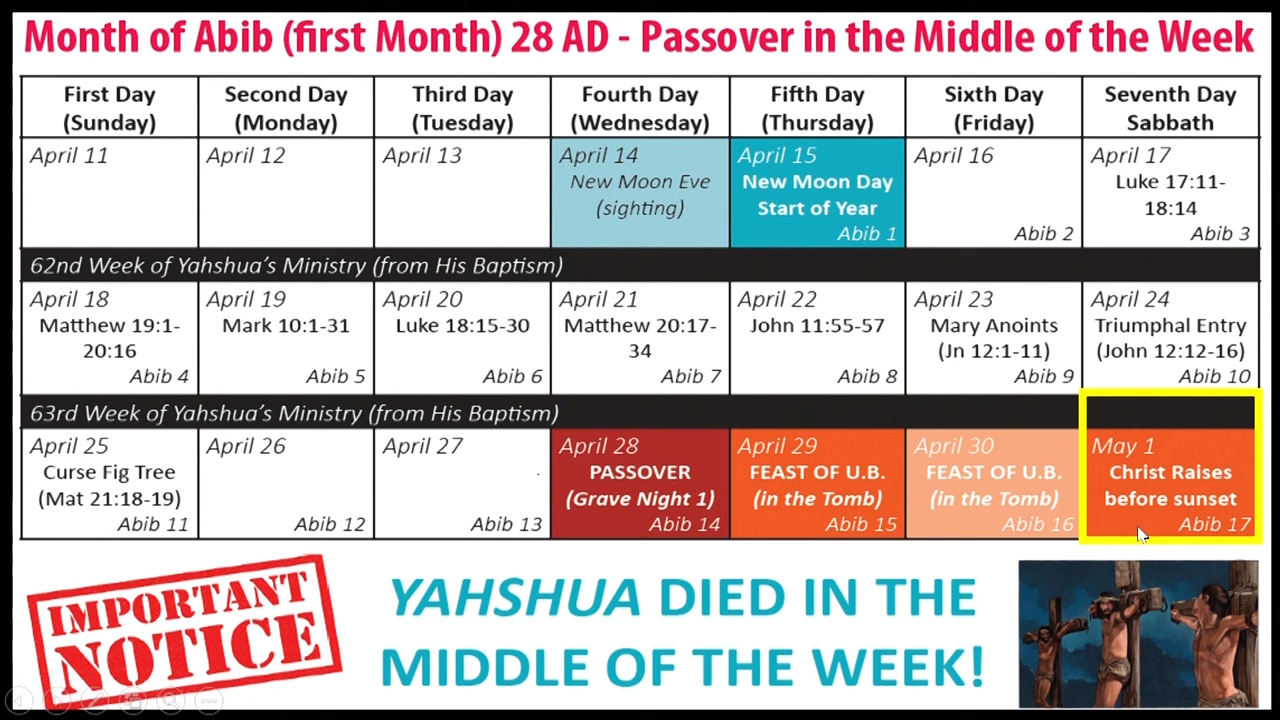 Month of Abib (first Month) 28 AD - Passover in the Middle of the Week
First Day
(Sunday)
Second Day
(Monday)
Third Day
(Tuesday)
Fourth Day
(Wednesday)
Fifth Day
(Thursday)
Sixth Day
(Friday)
Seventh Day
Sabbath
April 11
April 12
April 13
April 14
New Moon Eve
(sighting)
April 15
New Moon Day
Start of Year
Abib 1
April 16
Abib 2
April 17
Luke 17:11-
18:14
Abib 3
62nd Week of Yahshua's Ministry (from His Baptism)
April 18
Matthew 19:1-
20:16
Abib 4
April 19
Mark 10:1-31
Abib 5
April 20
Luke 18:15-30
Abib 6
April 21
Matthew 20:17-
34
Abib 7
April 22
John 11:55-57
Abib 8
April 23
Mary Anoints
(Jn 12:1-11)
Abib 9
April 24
Triumphal Entry
(John 12:12-16)
Abib 10
63rd Week of Yahshua's Ministry (from His Baptism)
April 25
Curse Fig Tree
(Mat 21:18-19)
Abib 11
April 26
Abib 12
April 27
Abib 13
April 28
PASSOVER
(Grave Night 1)
Abib 14
April 29
FEAST OF U.B.
(in the Tomb)
Abib 15
April 30
FEAST OF U.B.
(in the Tomb)
Abib 16
May 1
Christ Raises
before sunset
Abib 17
IMPORTANT
NOTICE
YAHSHUA DIED IN THE
MIDDLE OF THE WEEK!